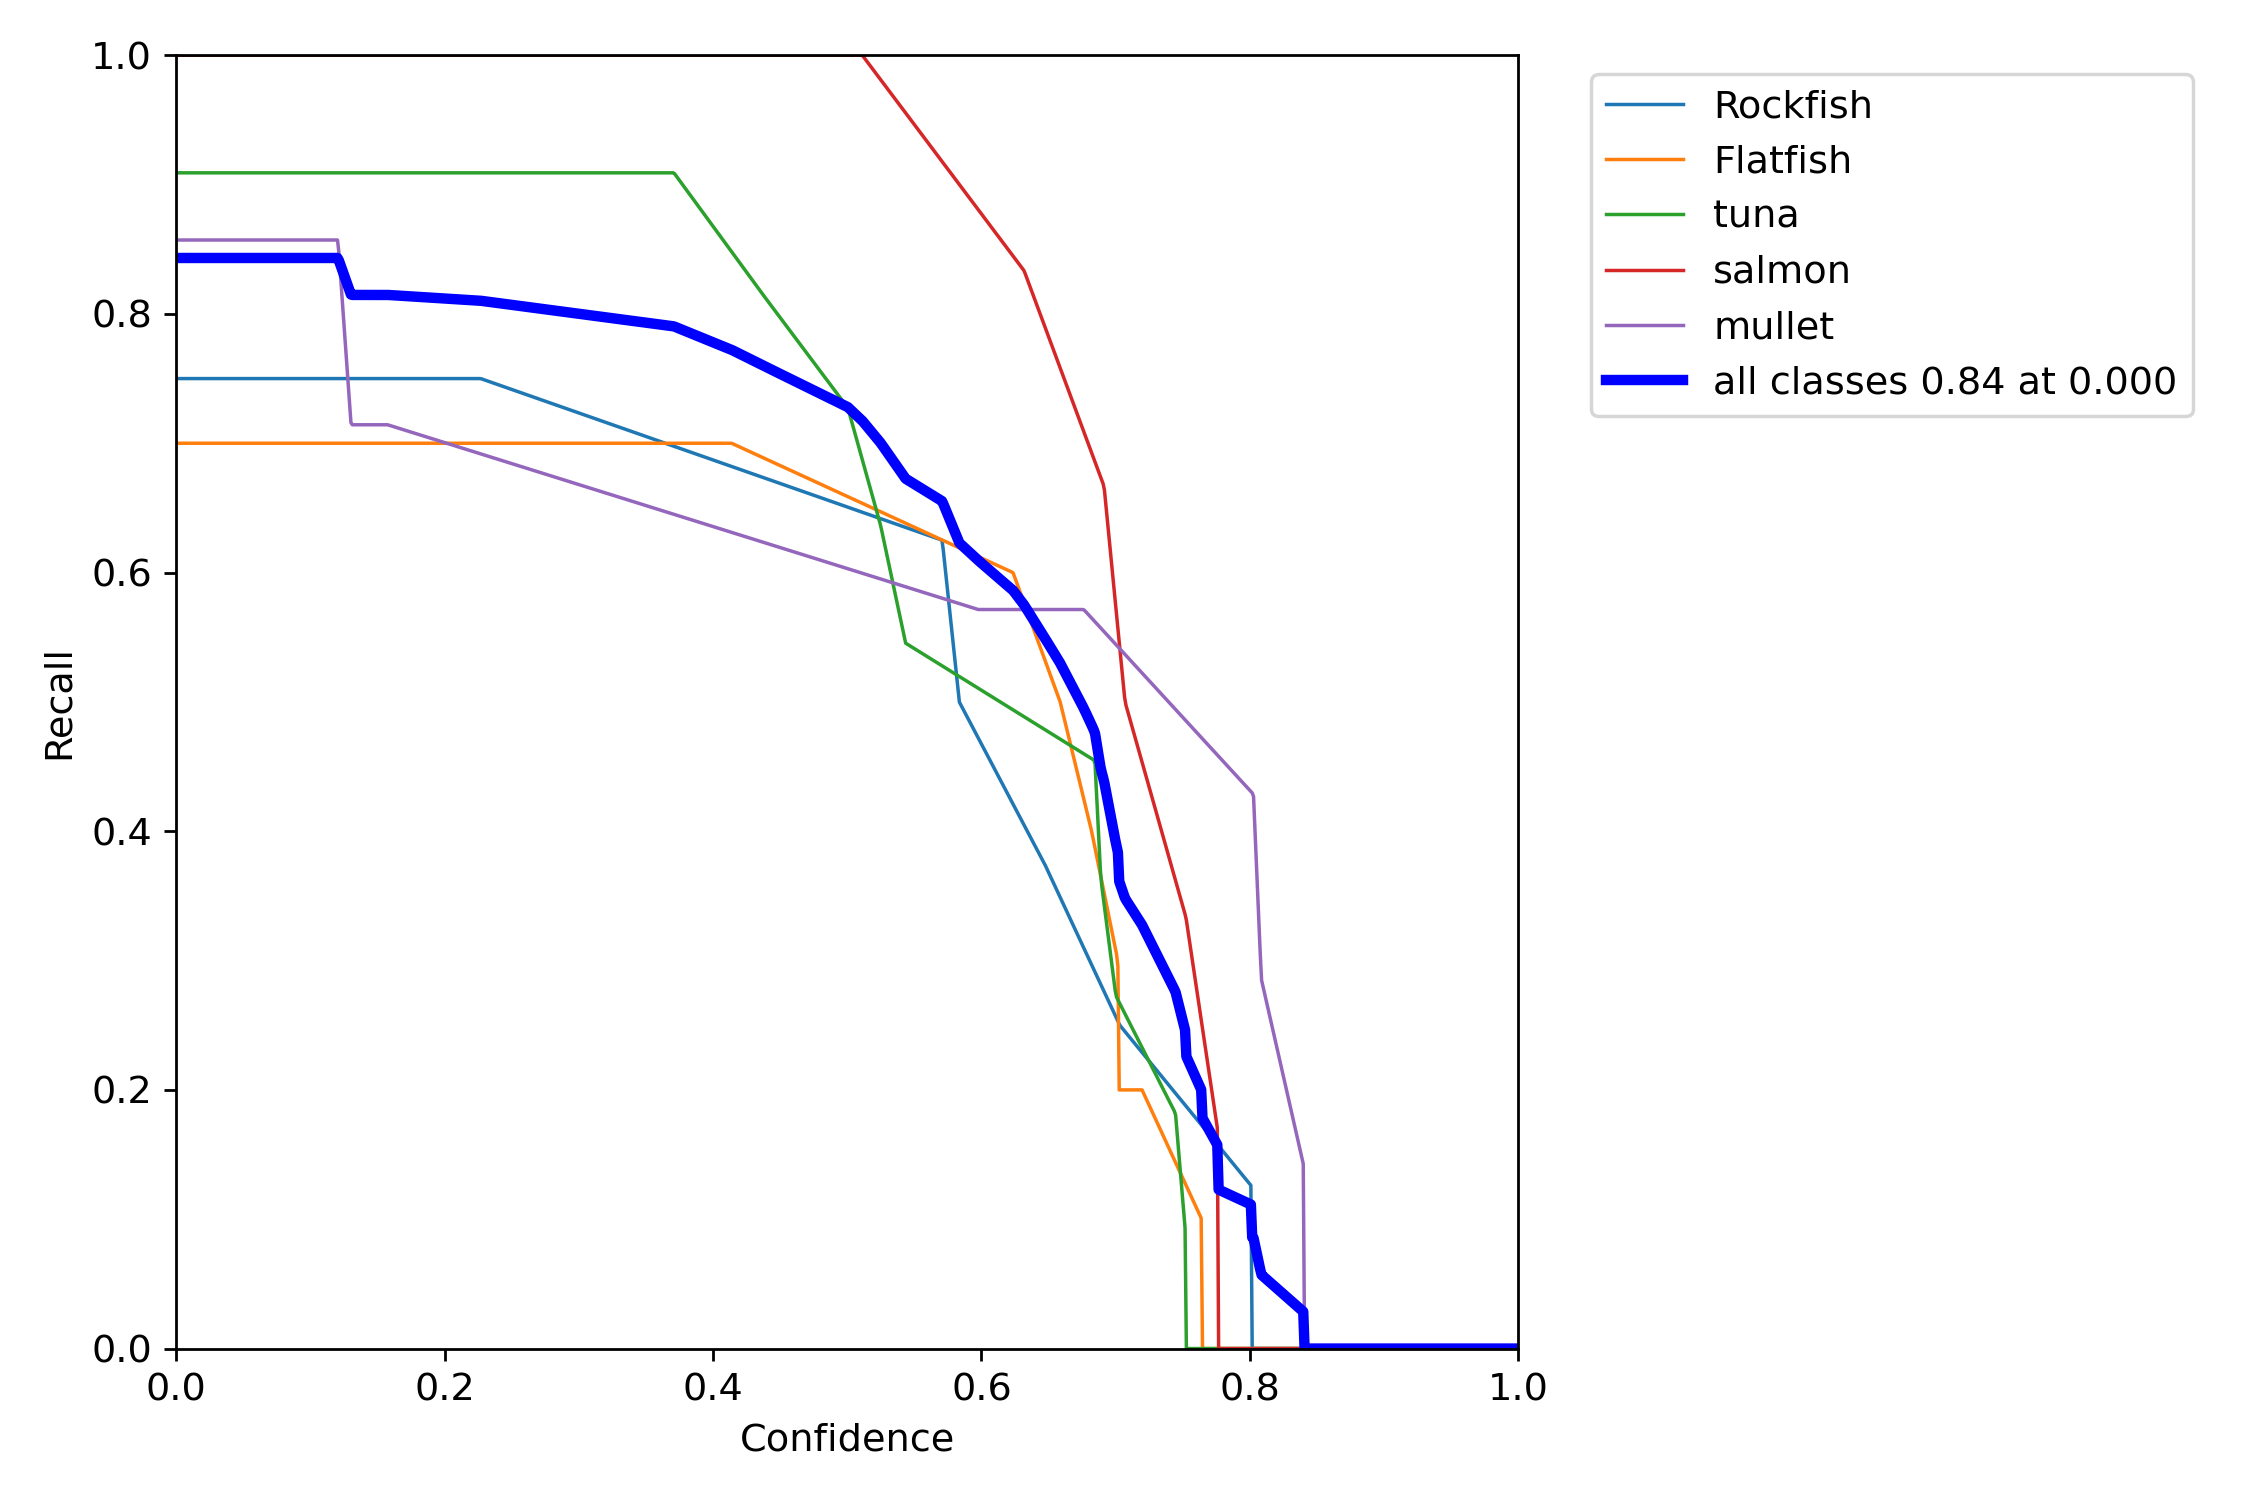 1.0
0.8
0.6
0.4
0.2
0.0
Recall
0.0 0.2 0.4 0.6 0.8 1.0
Confidence
Rockfish
Flatfish
tuna
salmon
mullet
all classes 0.84 at 0.000